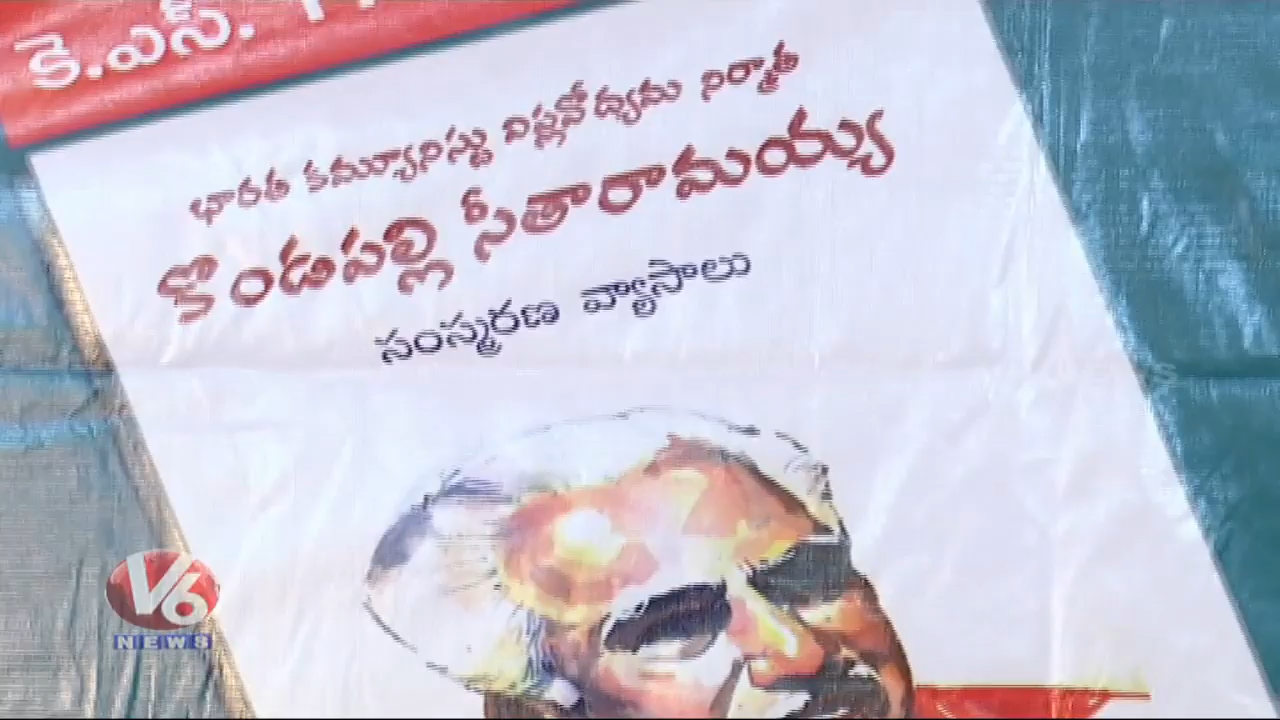 కె.ఎస్.
భారత కమ్యూనిస్టు విప్లవోద్యమ నిర్మాత
కొండపల్లి సీతారామయ్య
సంస్మరణ వ్యాసాలు
V6
NEWS